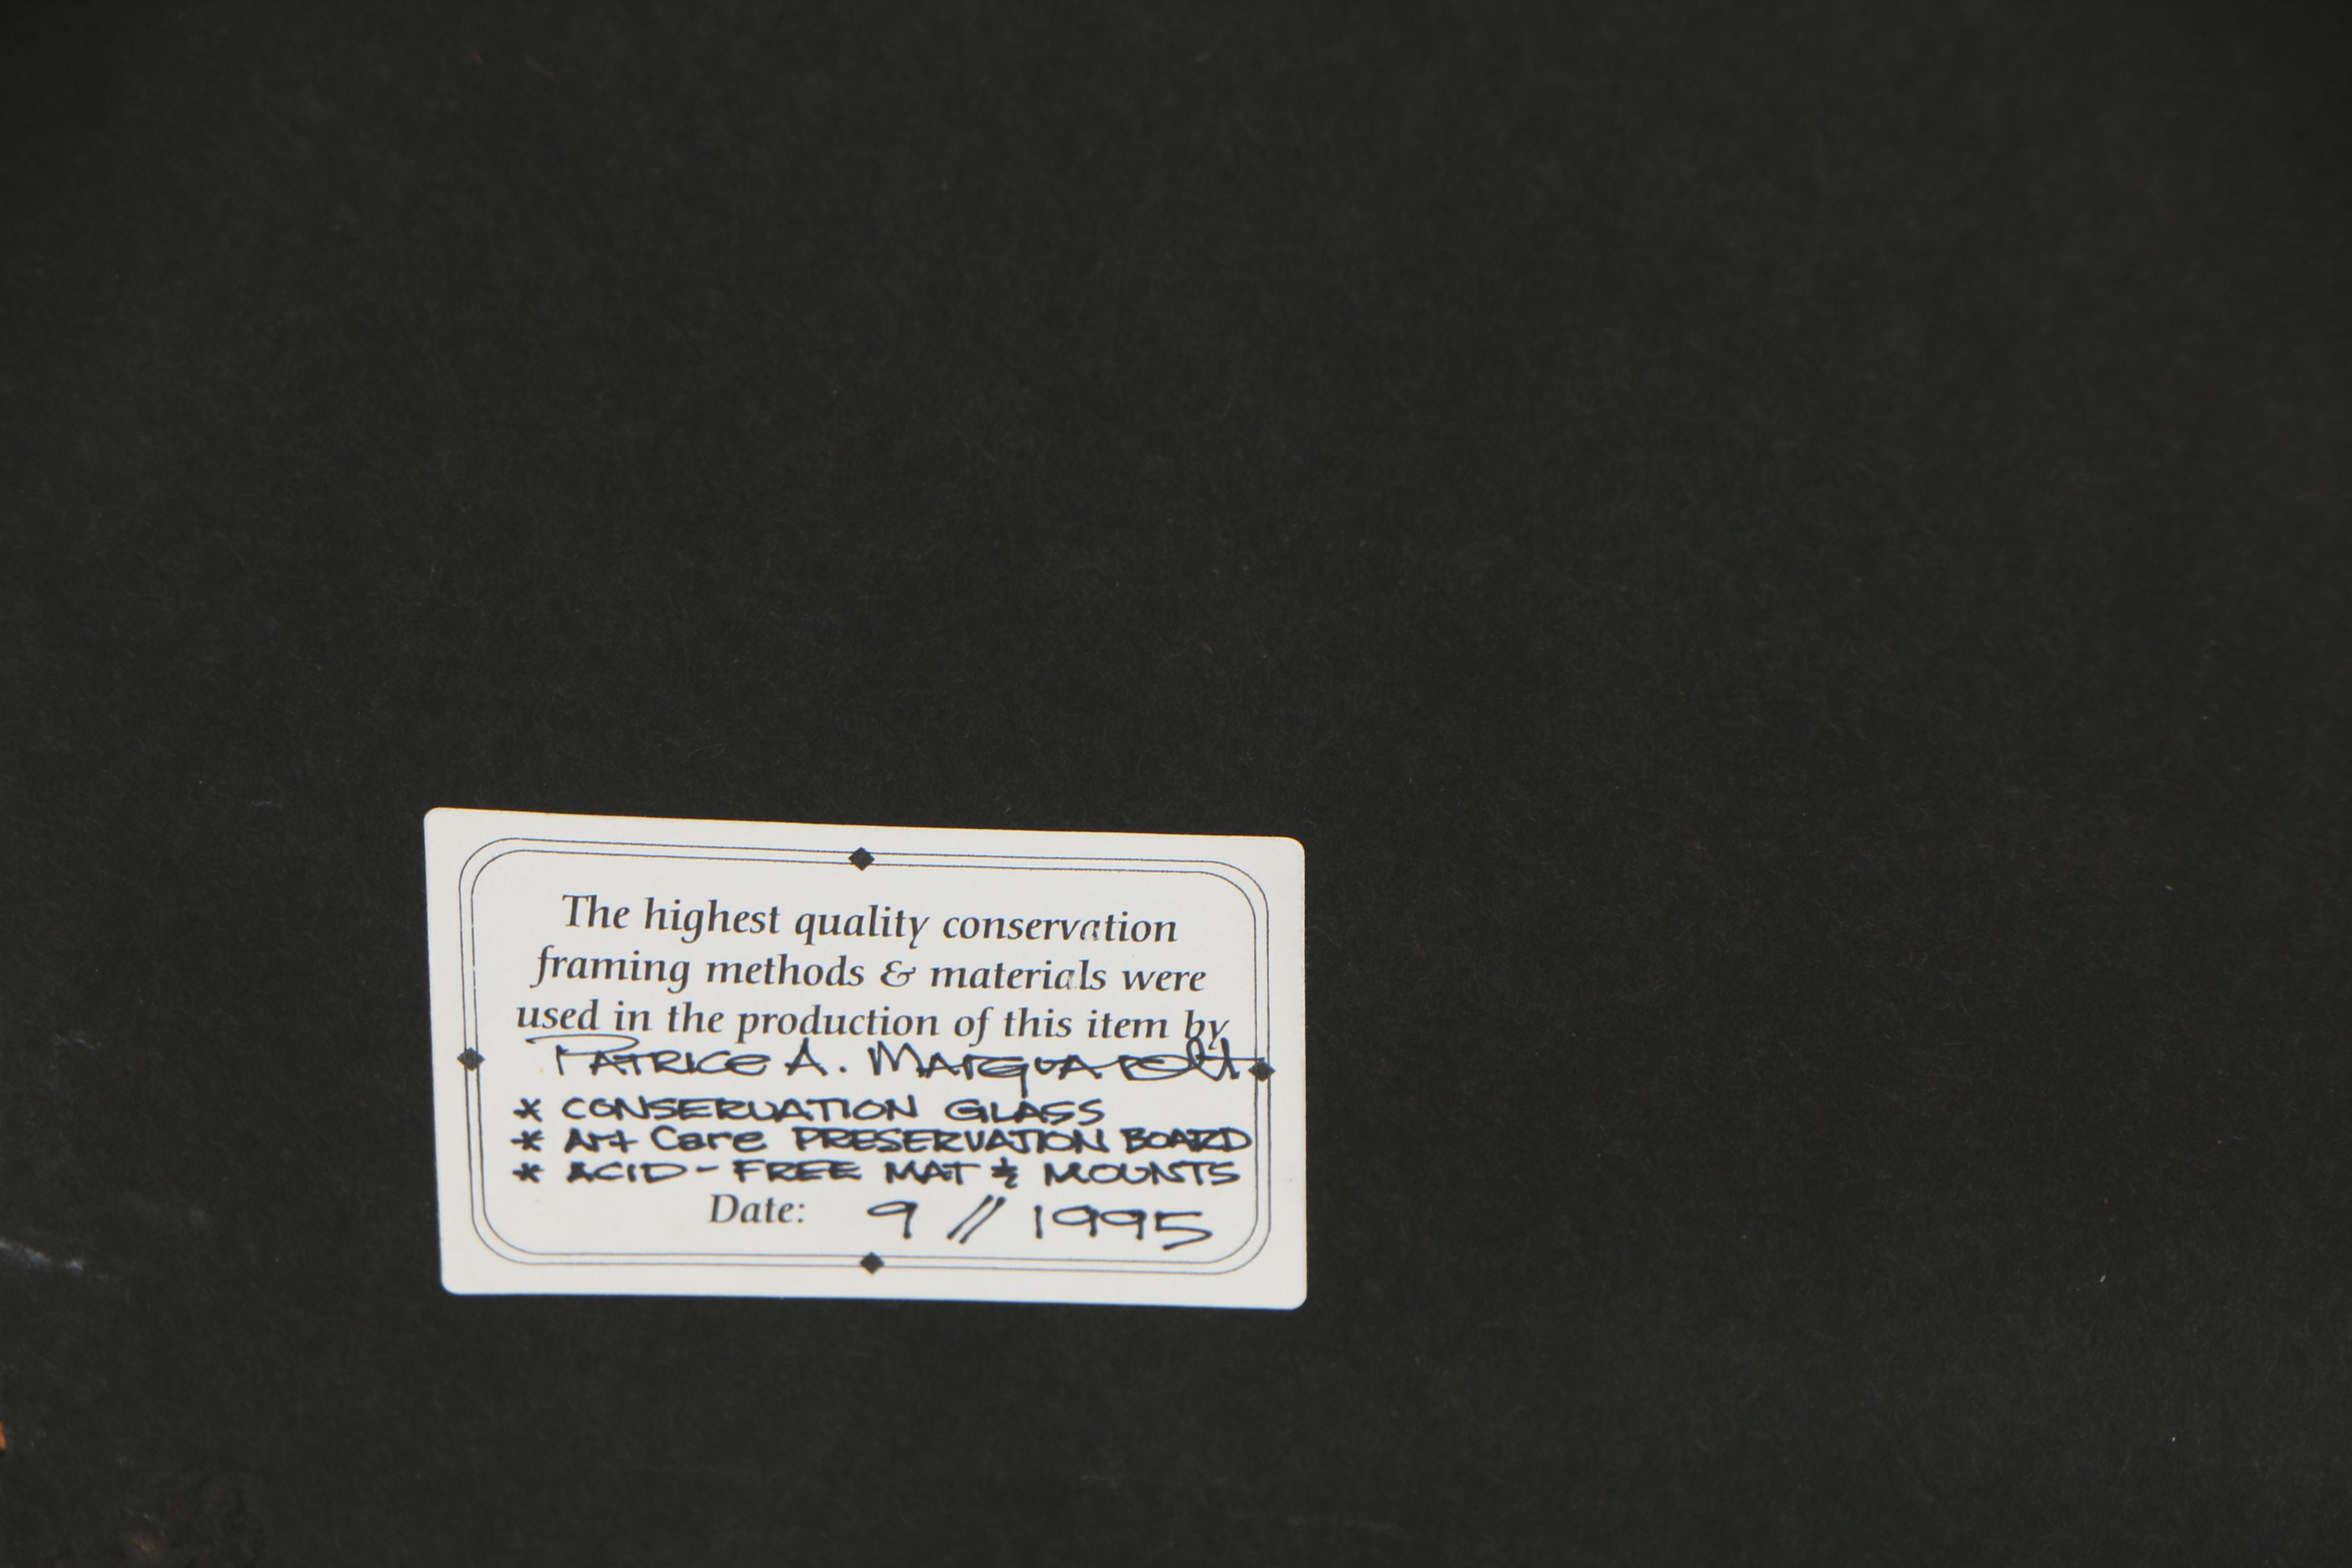 The highest quality conservation
framing methods & materials were
used in the production of this item by
PATRICE A. MARQUARDT
* CONSERVATION GLASS
* Art Care PRESERVATION BOARD
* ACID-FREE MAT & MOUNTS
Date: 9 // 1995